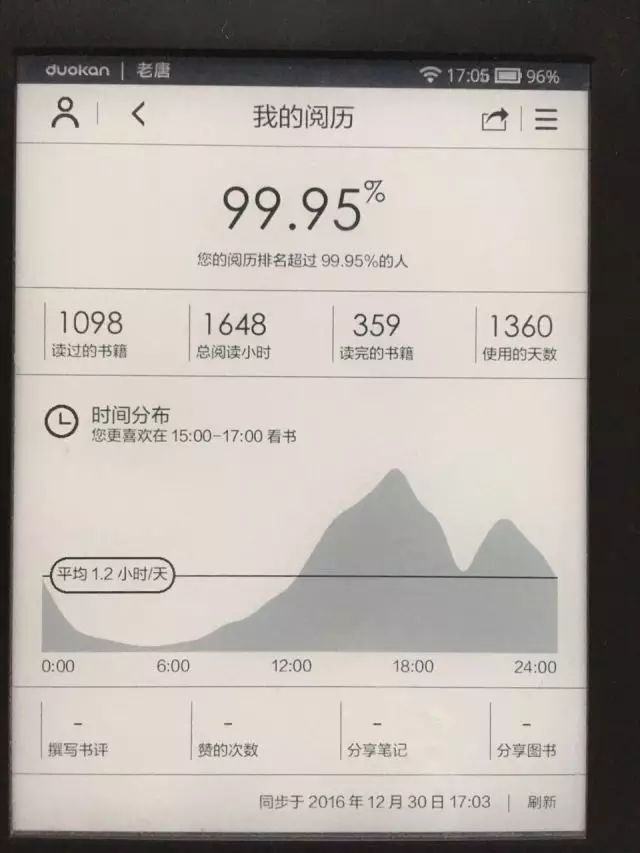 duokan | 老唐 17:05 96%
我的阅历
99.95%
您的阅历排名超过 99.95%的人
1098 1648 359 1360
读过的书籍 总阅读小时 读完的书籍 使用的天数
时间分布
您更喜欢在 15:00-17:00 看书
平均 1.2 小时/天
0:00 6:00 12:00 18:00 24:00
- - - -
撰写书评 赞的次数 分享笔记 分享图书
同步于 2016 年 12 月 30 日 17:03 | 刷新